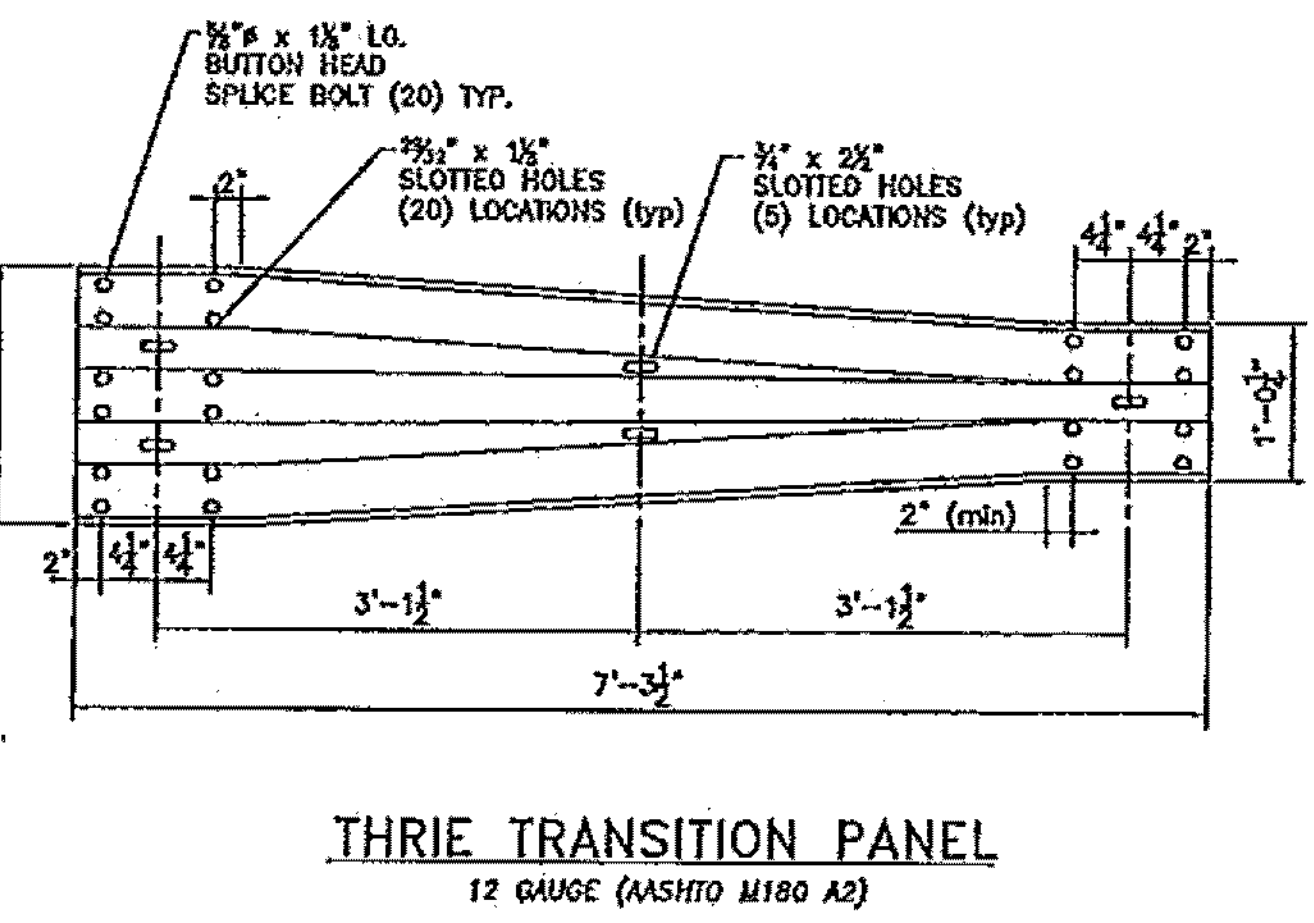 ⅝"ø x 1⅛" LG.
BUTTON HEAD
SPLICE BOLT (20) TYP.
2"
²⁹⁄₃₂" x 1⅛"
SLOTTED HOLES
(20) LOCATIONS (typ)
¾" x 2½"
SLOTTED HOLES
(5) LOCATIONS (typ)
4¼" 4¼" 2"
1'-0¼"
2" (min)
2" 4¼" 4¼"
3'-1½" 3'-1½"
7'-3½"
THRIE TRANSITION PANEL
12 GAUGE (AASHTO M180 A2)